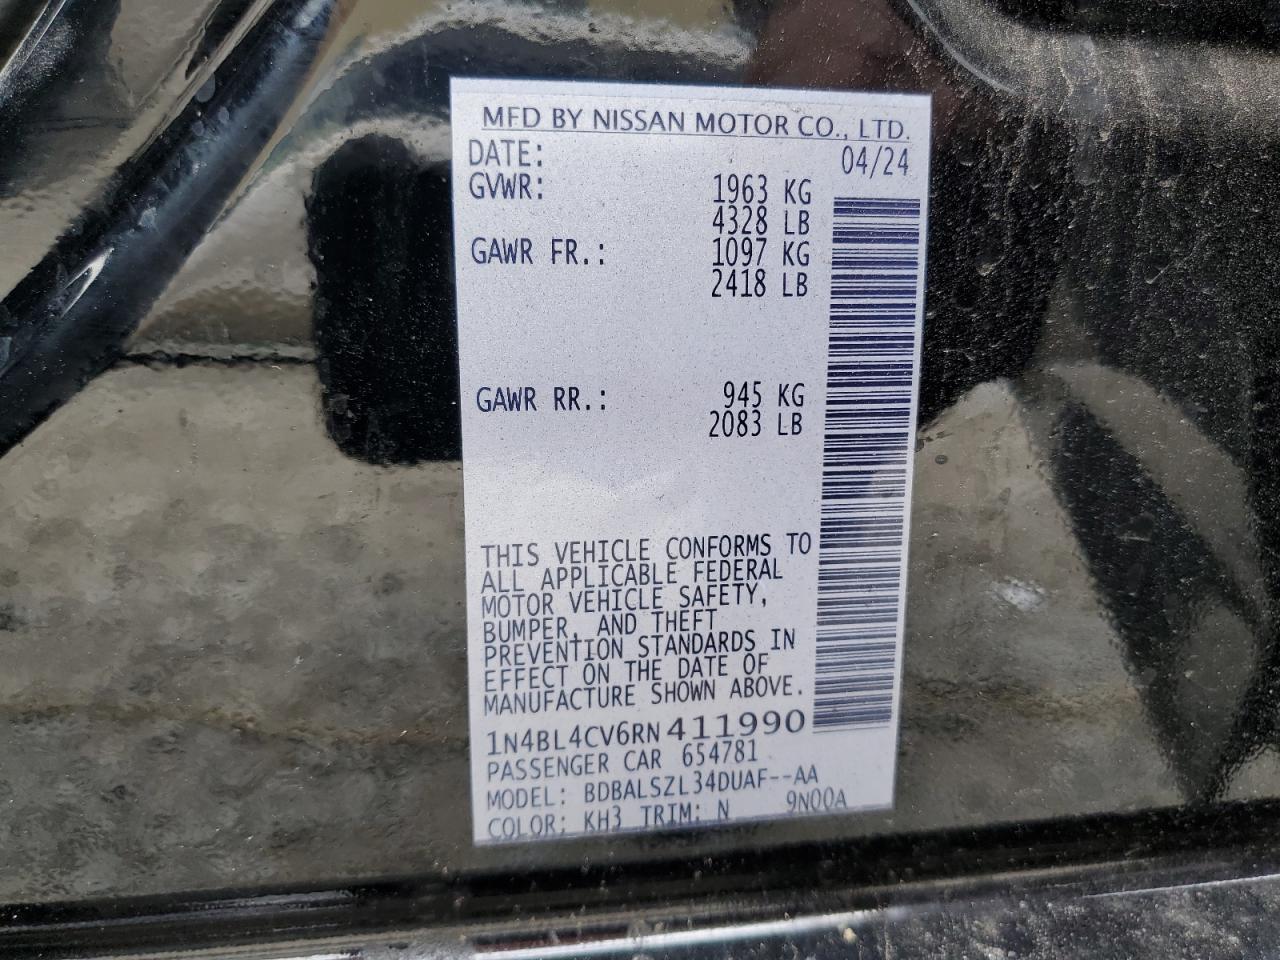 MFD BY NISSAN MOTOR CO., LTD.
DATE: 04/24
GVWR: 1963 KG
4328 LB
GAWR FR.: 1097 KG
2418 LB
GAWR RR.: 945 KG
2083 LB
THIS VEHICLE CONFORMS TO
ALL APPLICABLE FEDERAL
MOTOR VEHICLE SAFETY,
BUMPER, AND THEFT
PREVENTION STANDARDS IN
EFFECT ON THE DATE OF
MANUFACTURE SHOWN ABOVE.
1N4BL4CV6RN411990
PASSENGER CAR 654781
MODEL: BDBALSZL34DUAF--AA
COLOR: KH3 TRIM: N 9N00A